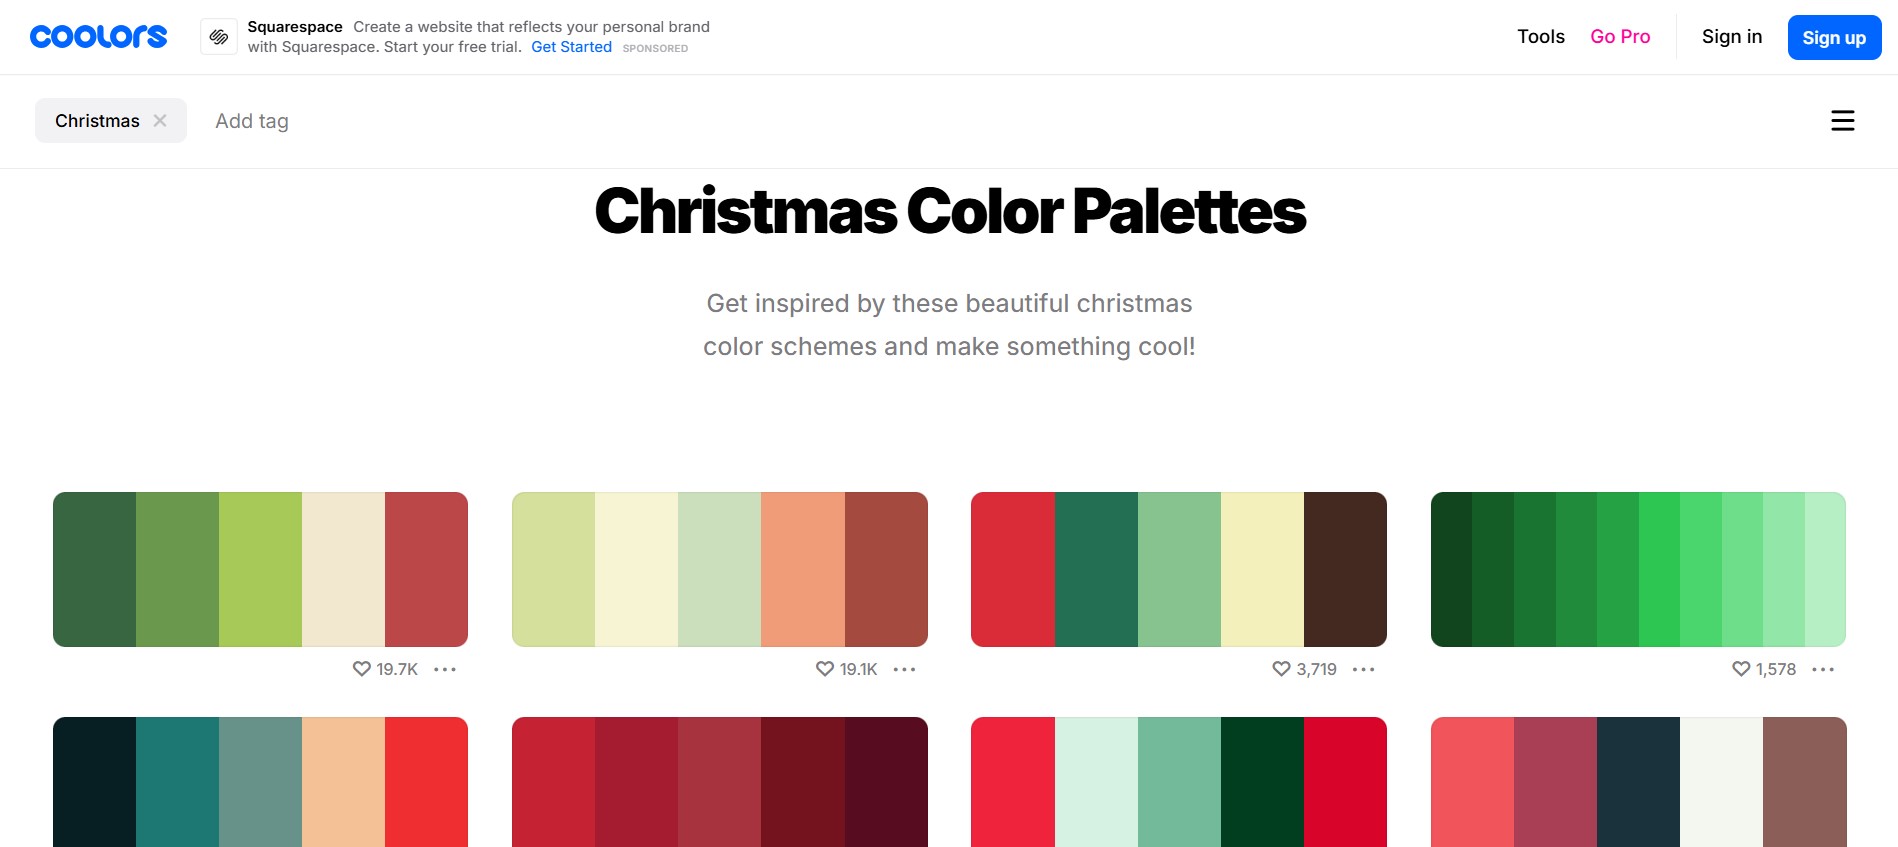 coolors
Squarespace Create a website that reflects your personal brand
with Squarespace. Start your free trial. Get Started SPONSORED
Tools Go Pro Sign in Sign up
Christmas Add tag
Christmas Color Palettes
Get inspired by these beautiful christmas
color schemes and make something cool!
19.7K 19.1K 3,719 1,578